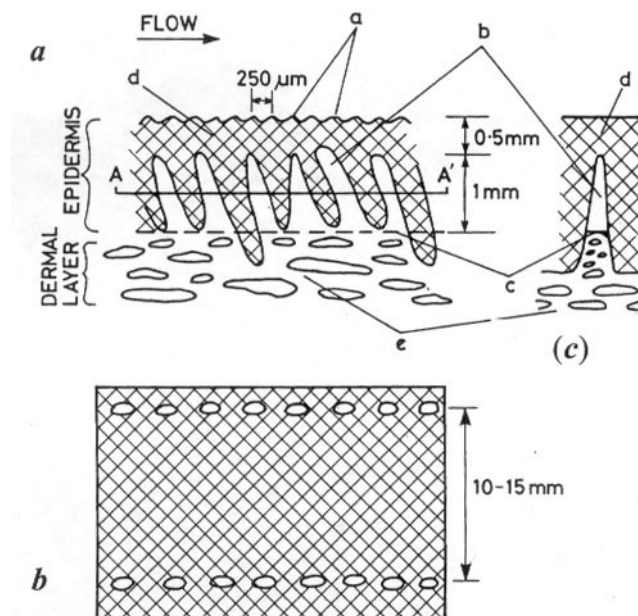 FLOW
a
a
b
d
d
250 μm
0·5mm
A
A'
1mm
EPIDERMIS
DERMAL
LAYER
c
e
(c)
10-15mm
b